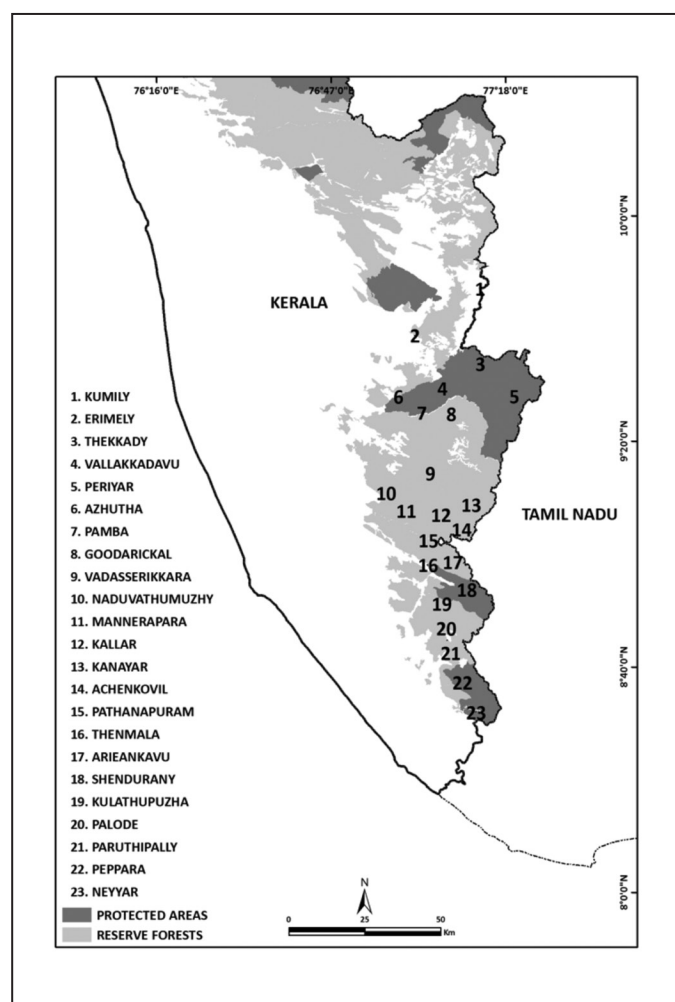 76°16'0"E 76°47'0"E 77°18'0"E
10°0'0"N
1
KERALA
2
3
4
6
5
1. KUMILY
7
8
2. ERIMELY
9°20'0"N
3. THEKKADY
4. VALLAKKADAVU
9
5. PERIYAR
10
6. AZHUTHA
13
11
12
TAMIL NADU
7. PAMBA
14
8. GOODARICKAL
15
17
16
9. VADASSERIKKARA
18
10. NADUVATHUMUZHY
19
11. MANNERAPARA
20
12. KALLAR
21
8°40'0"N
13. KANAYAR
22
14. ACHENKOVIL
23
15. PATHANAPURAM
16. THENMALA
17. ARIEANKAVU
18. SHENDURANY
19. KULATHUPUZHA
20. PALODE
21. PARUTHIPALLY
22. PEPPARA
N
23. NEYYAR
8°0'0"N
PROTECTED AREAS
0 25 50
RESERVE FORESTS
Km